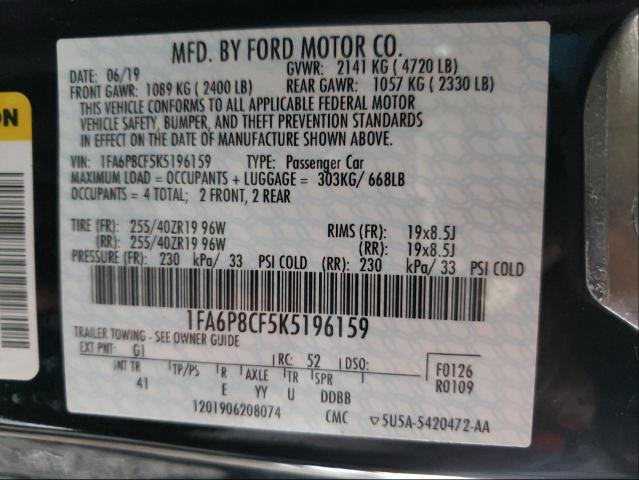 MFD. BY FORD MOTOR CO.
DATE: 06/19 GVWR: 2141 KG ( 4720 LB)
FRONT GAWR: 1089 KG ( 2400 LB) REAR GAWR: 1057 KG ( 2330 LB)
THIS VEHICLE CONFORMS TO ALL APPLICABLE FEDERAL MOTOR
VEHICLE SAFETY, BUMPER, AND THEFT PREVENTION STANDARDS
IN EFFECT ON THE DATE OF MANUFACTURE SHOWN ABOVE.
VIN: 1FA6P8CF5K5196159 TYPE: Passenger Car
MAXIMUM LOAD = OCCUPANTS + LUGGAGE = 303KG/ 668LB
OCCUPANTS = 4 TOTAL; 2 FRONT, 2 REAR
TIRE (FR): 255/40ZR19 96W RIMS (FR): 19x8.5J
(RR): 255/40ZR19 96W (RR): 19x8.5J
PRESSURE (FR): 230 kPa/ 33 PSI COLD (RR): 230 kPa/ 33 PSI COLD
1FA6P8CF5K5196159
TRAILER TOWING - SEE OWNER GUIDE
EXT PNT: G1 RC: 52 DSO: F0126
INT TR TP/PS R AXLE TR SPR R0109
41 E YY U DDBB
1201906208074 CMC ▽5U5A-5420472-AA
ON